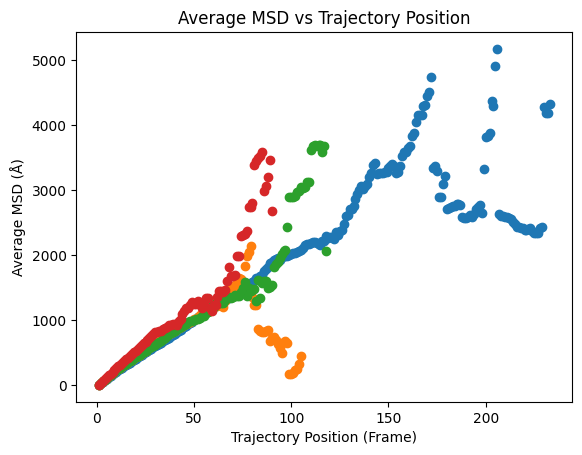 Average MSD vs Trajectory Position
Average MSD (Å)
5000
4000
3000
2000
1000
0
0 50 100 150 200
Trajectory Position (Frame)